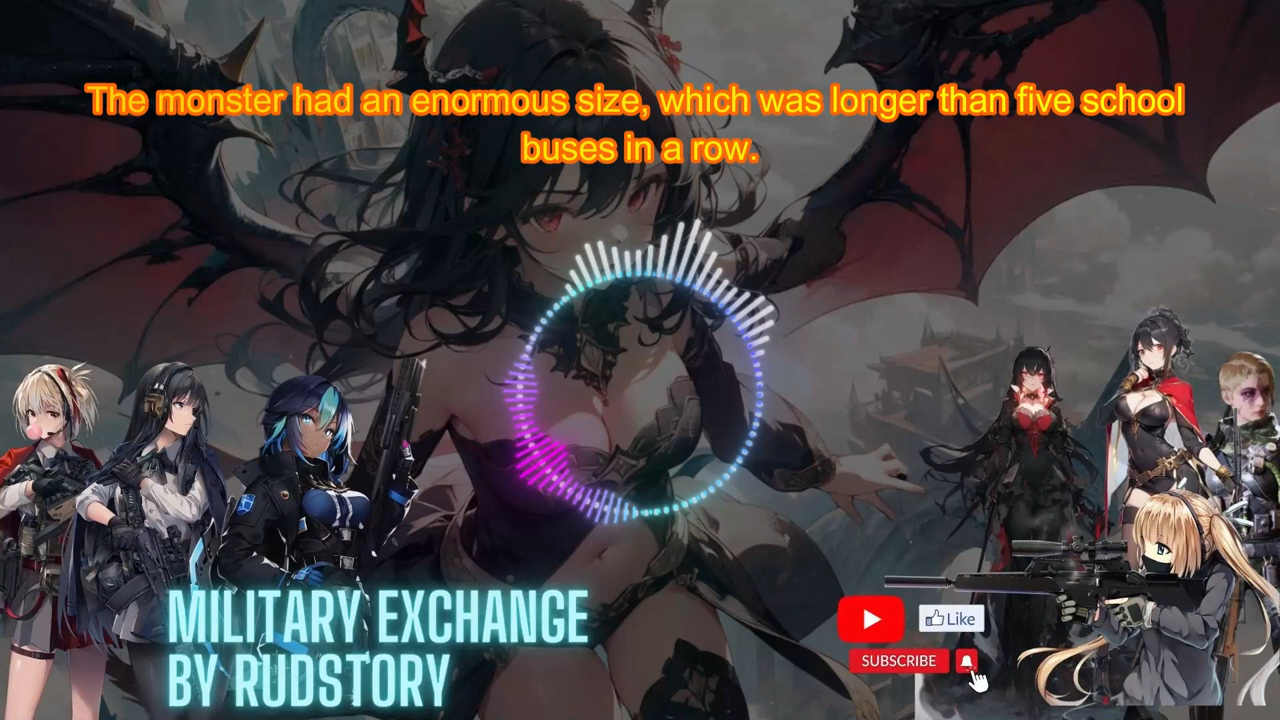 The monster had an enormous size, which was longer than five school
buses in a row.
MILITARY EXCHANGE
BY RUDSTORY
Like
SUBSCRIBE